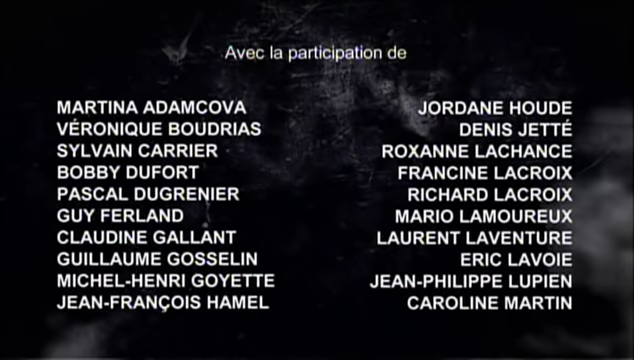 Avec la participation de
MARTINA ADAMCOVA
VÉRONIQUE BOUDRIAS
SYLVAIN CARRIER
BOBBY DUFORT
PASCAL DUGRENIER
GUY FERLAND
CLAUDINE GALLANT
GUILLAUME GOSSELIN
MICHEL-HENRI GOYETTE
JEAN-FRANÇOIS HAMEL
JORDANE HOUDE
DENIS JETTÉ
ROXANNE LACHANCE
FRANCINE LACROIX
RICHARD LACROIX
MARIO LAMOUREUX
LAURENT LAVENTURE
ERIC LAVOIE
JEAN-PHILIPPE LUPIEN
CAROLINE MARTIN